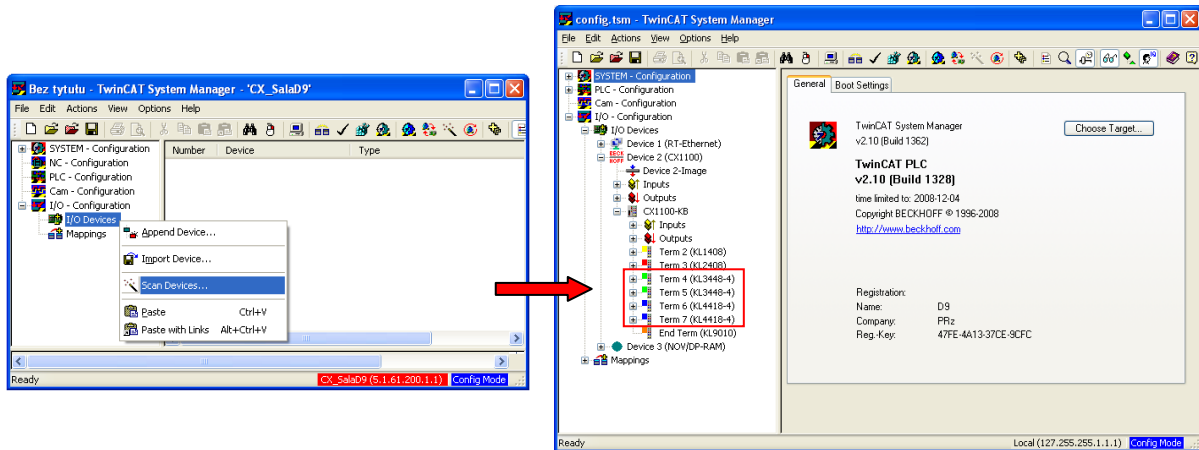 Bez tytułu - TwinCAT System Manager - 'CX_SalaD9'
File Edit Actions View Options Help
SYSTEM - Configuration
NC - Configuration
PLC - Configuration
Cam - Configuration
I/O - Configuration
I/O Devices
Mappings
Number Device Type
Append Device...
Import Device...
Scan Devices...
Paste Ctrl+V
Paste with Links Alt+Ctrl+V
Ready CX_SalaD9 (5.1.61.200.1.1) Config Mode
config.tsm - TwinCAT System Manager
File Edit Actions View Options Help
SYSTEM - Configuration
PLC - Configuration
Cam - Configuration
I/O - Configuration
I/O Devices
Device 1 (RT-Ethernet)
Device 2 (CX1100)
Device 2-Image
Inputs
Outputs
CX1100-KB
Inputs
Outputs
Term 2 (KL1408)
Term 3 (KL2408)
Term 4 (KL3448-4)
Term 5 (KL3448-4)
Term 6 (KL4418-4)
Term 7 (KL4418-4)
End Term (KL9010)
Device 3 (NOV/DP-RAM)
Mappings
General Boot Settings
TwinCAT System Manager
v2.10 (Build 1362)
Choose Target...
TwinCAT PLC
v2.10 (Build 1328)
time limited to: 2008-12-04
Copyright BECKHOFF © 1996-2008
http://www.beckhoff.com
Registration:
Name: D9
Company: PRz
Reg.-Key: 47FE-4A13-37CE-9CFC
Ready Local (127.255.255.1.1.1) Config Mode